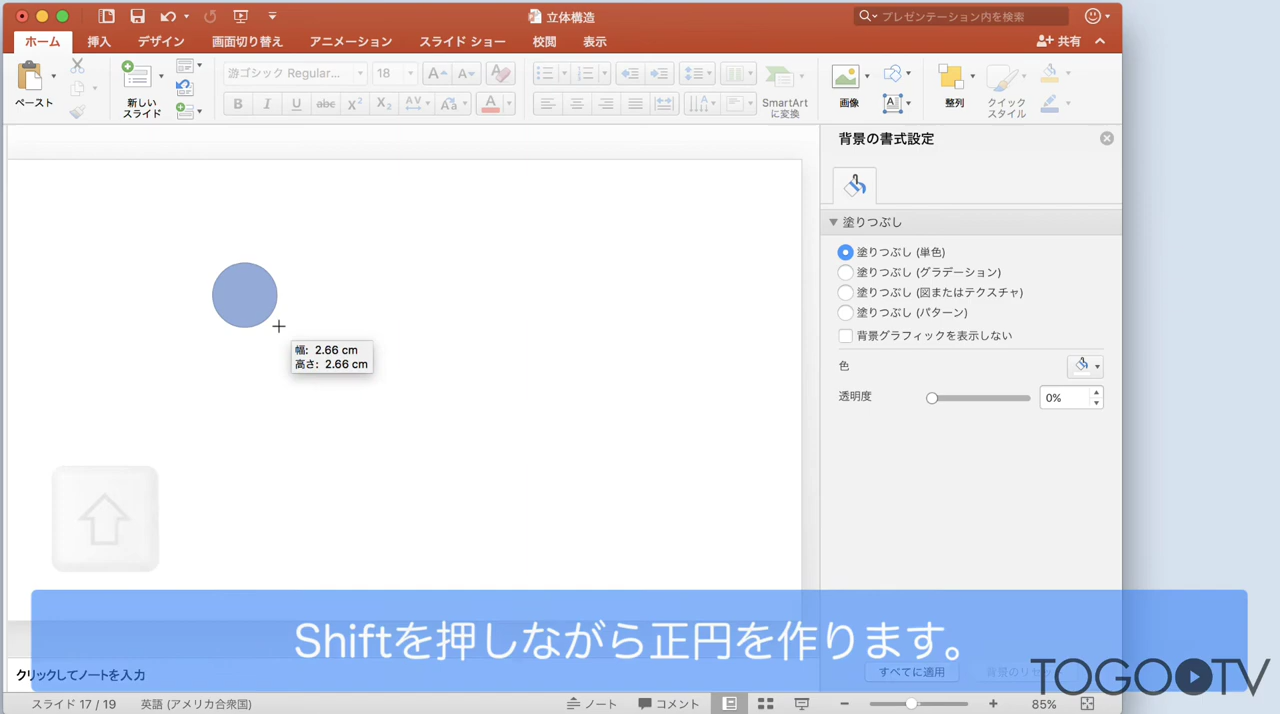 立体構造
プレゼンテーション内を検索
ホーム 挿入 デザイン 画面切り替え アニメーション スライド ショー 校閲 表示 共有
ペースト
新しい
スライド
游ゴシック Regular... 18
B I U abc X² X₂ AV Aa A
SmartArt
に変換
画像
整列
クイック
スタイル
背景の書式設定
塗りつぶし
塗りつぶし (単色)
塗りつぶし (グラデーション)
塗りつぶし (図またはテクスチャ)
塗りつぶし (パターン)
背景グラフィックを表示しない
色
透明度 0%
幅: 2.66 cm
高さ: 2.66 cm
Shiftを押しながら正円を作ります。
クリックしてノートを入力
すべてに適用
TOGOTV
スライド 17 / 19 英語 (アメリカ合衆国) ノート コメント 85%